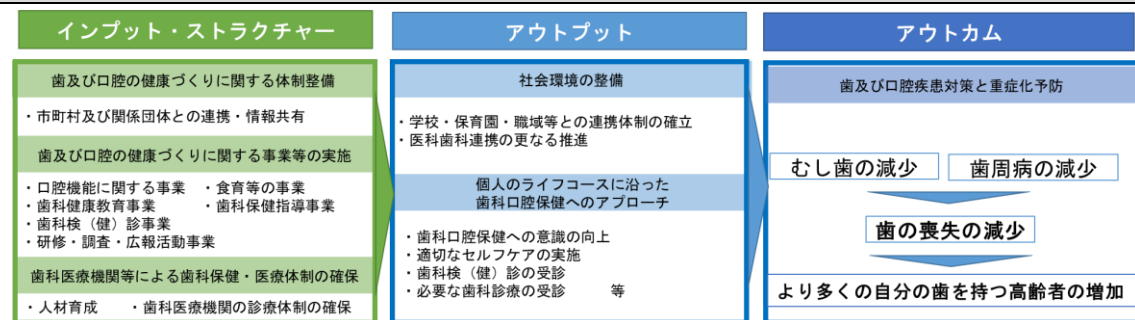 インプット・ストラクチャー
歯及び口腔の健康づくりに関する体制整備
・市町村及び関係団体との連携・情報共有
歯及び口腔の健康づくりに関する事業等の実施
・口腔機能に関する事業　・食育等の事業
・歯科健康教育事業　・歯科保健指導事業
・歯科検（健）診事業
・研修・調査・広報活動事業
歯科医療機関等による歯科保健・医療体制の確保
・人材育成　・歯科医療機関の診療体制の確保
アウトプット
社会環境の整備
・学校・保育園・職域等との連携体制の確立
・医科歯科連携の更なる推進
個人のライフコースに沿った
歯科口腔保健へのアプローチ
・歯科口腔保健への意識の向上
・適切なセルフケアの実施
・歯科検（健）診の受診
・必要な歯科診療の受診　等
アウトカム
歯及び口腔疾患対策と重症化予防
むし歯の減少　歯周病の減少
歯の喪失の減少
より多くの自分の歯を持つ高齢者の増加